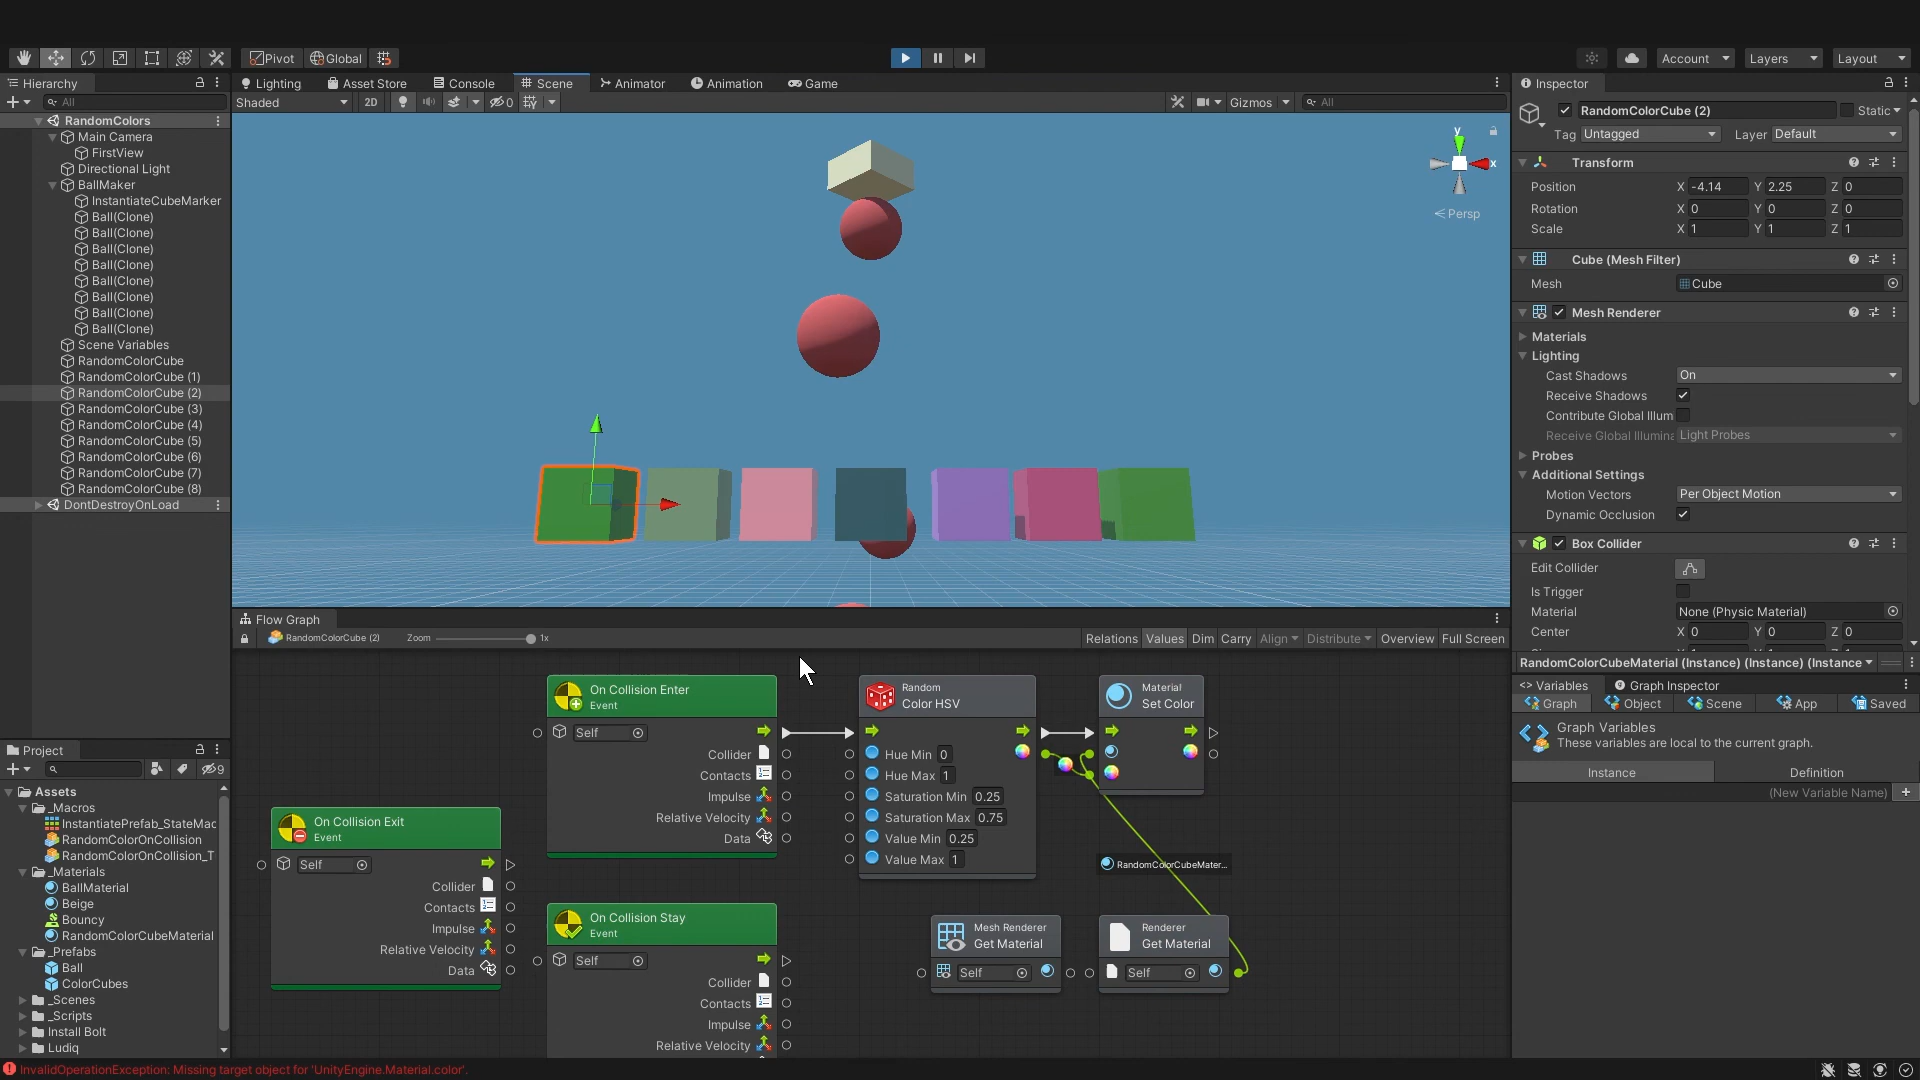 Pivot
Global
Account
Layers
Layout
Hierarchy
All
RandomColors
Main Camera
FirstView
Directional Light
BallMaker
InstantiateCubeMarker
Ball(Clone)
Ball(Clone)
Ball(Clone)
Ball(Clone)
Ball(Clone)
Ball(Clone)
Ball(Clone)
Ball(Clone)
Scene Variables
RandomColorCube
RandomColorCube (1)
RandomColorCube (2)
RandomColorCube (3)
RandomColorCube (4)
RandomColorCube (5)
RandomColorCube (6)
RandomColorCube (7)
RandomColorCube (8)
DontDestroyOnLoad
Project
9
Assets
_Macros
InstantiatePrefab_StateMac
RandomColorOnCollision
RandomColorOnCollision_T
_Materials
BallMaterial
Beige
Bouncy
RandomColorCubeMaterial
_Prefabs
Ball
ColorCubes
_Scenes
_Scripts
Install Bolt
Ludiq
Lighting Asset Store Console Scene Animator Animation Game
Shaded 2D 0 Gizmos All
y
x
Persp
Flow Graph
RandomColorCube (2) Zoom 1x Relations Values Dim Carry Align Distribute Overview Full Screen
On Collision Exit
Event
Self
Collider
Contacts
Impulse
Relative Velocity
Data
On Collision Enter
Event
Self
Collider
Contacts
Impulse
Relative Velocity
Data
On Collision Stay
Event
Self
Collider
Contacts
Impulse
Relative Velocity
Random
Color HSV
Hue Min 0
Hue Max 1
Saturation Min 0.25
Saturation Max 0.75
Value Min 0.25
Value Max 1
Material
Set Color
RandomColorCubeMater...
Mesh Renderer
Get Material
Self
Renderer
Get Material
Self
Inspector
RandomColorCube (2) Static
Tag Untagged Layer Default
Transform
Position X -4.14 Y 2.25 Z 0
Rotation X 0 Y 0 Z 0
Scale X 1 Y 1 Z 1
Cube (Mesh Filter)
Mesh Cube
Mesh Renderer
Materials
Lighting
Cast Shadows On
Receive Shadows
Contribute Global Illum
Receive Global Illumina Light Probes
Probes
Additional Settings
Motion Vectors Per Object Motion
Dynamic Occlusion
Box Collider
Edit Collider
Is Trigger
Material None (Physic Material)
Center X 0 Y 0 Z 0
RandomColorCubeMaterial (Instance) (Instance) (Instance
<> Variables Graph Inspector
Graph Object Scene App Saved
Graph Variables
These variables are local to the current graph.
Instance Definition
(New Variable Name)
InvalidOperationException: Missing target object for 'UnityEngine.Material.color'.